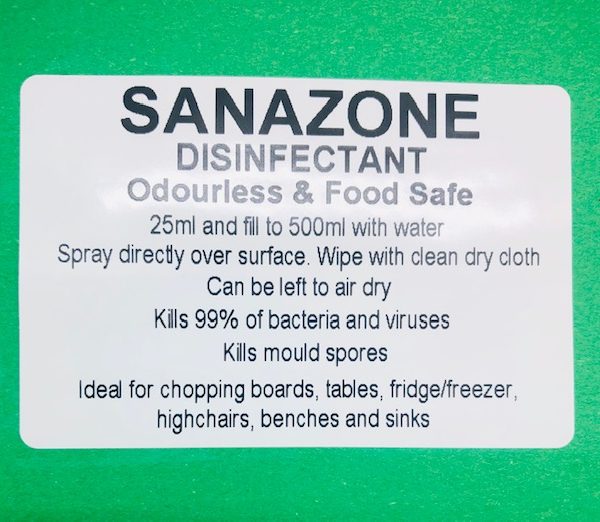 SANAZONE
DISINFECTANT
Odourless & Food Safe
25ml and fill to 500ml with water
Spray directly over surface. Wipe with clean dry cloth
Can be left to air dry
Kills 99% of bacteria and viruses
Kills mould spores
Ideal for chopping boards, tables, fridge/freezer,
highchairs, benches and sinks